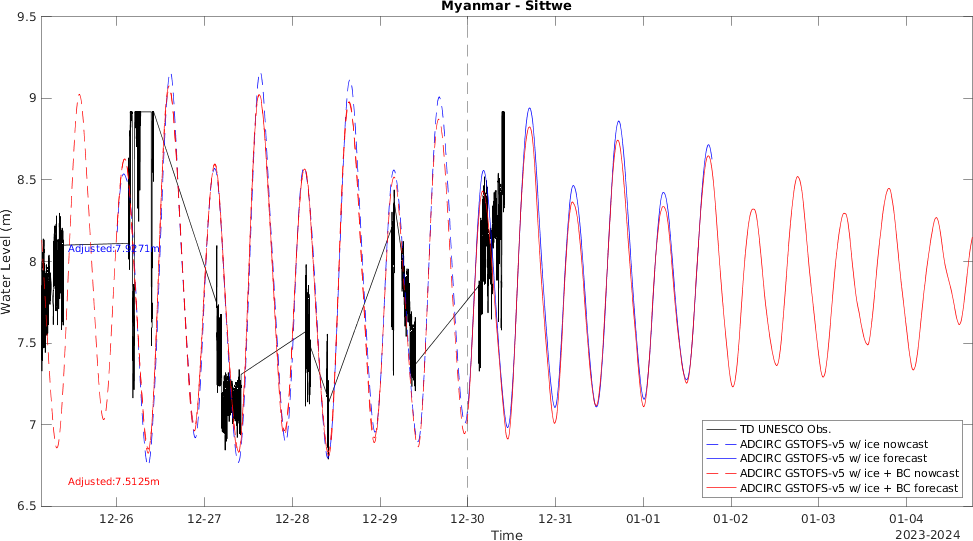 Myanmar - Sittwe
Water Level (m)
9.5
9
8.5
8
7.5
7
6.5
Adjusted:7.9271m
Adjusted:7.5125m
TD UNESCO Obs.
ADCIRC GSTOFS-v5 w/ ice nowcast
ADCIRC GSTOFS-v5 w/ ice forecast
ADCIRC GSTOFS-v5 w/ ice + BC nowcast
ADCIRC GSTOFS-v5 w/ ice + BC forecast
12-26 12-27 12-28 12-29 12-30 12-31 01-01 01-02 01-03 01-04
Time
2023-2024